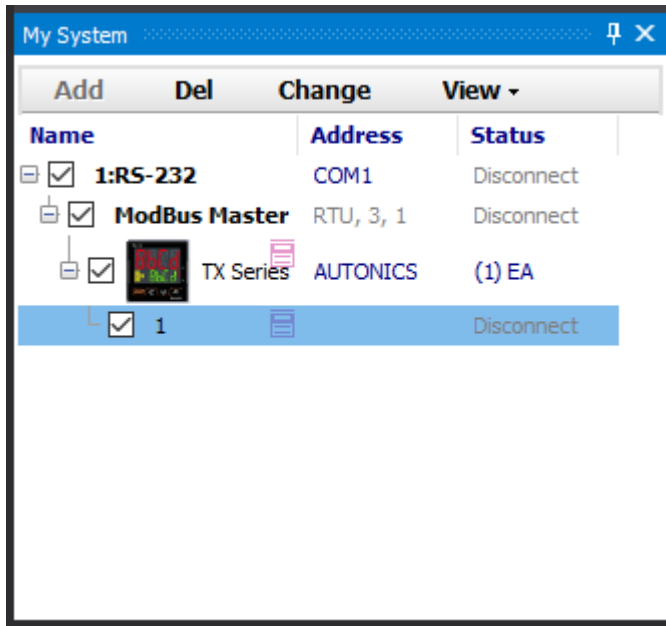 My System
Add Del Change View
Name Address Status
1:RS-232 COM1 Disconnect
ModBus Master RTU, 3, 1 Disconnect
TX Series AUTONICS (1) EA
1 Disconnect